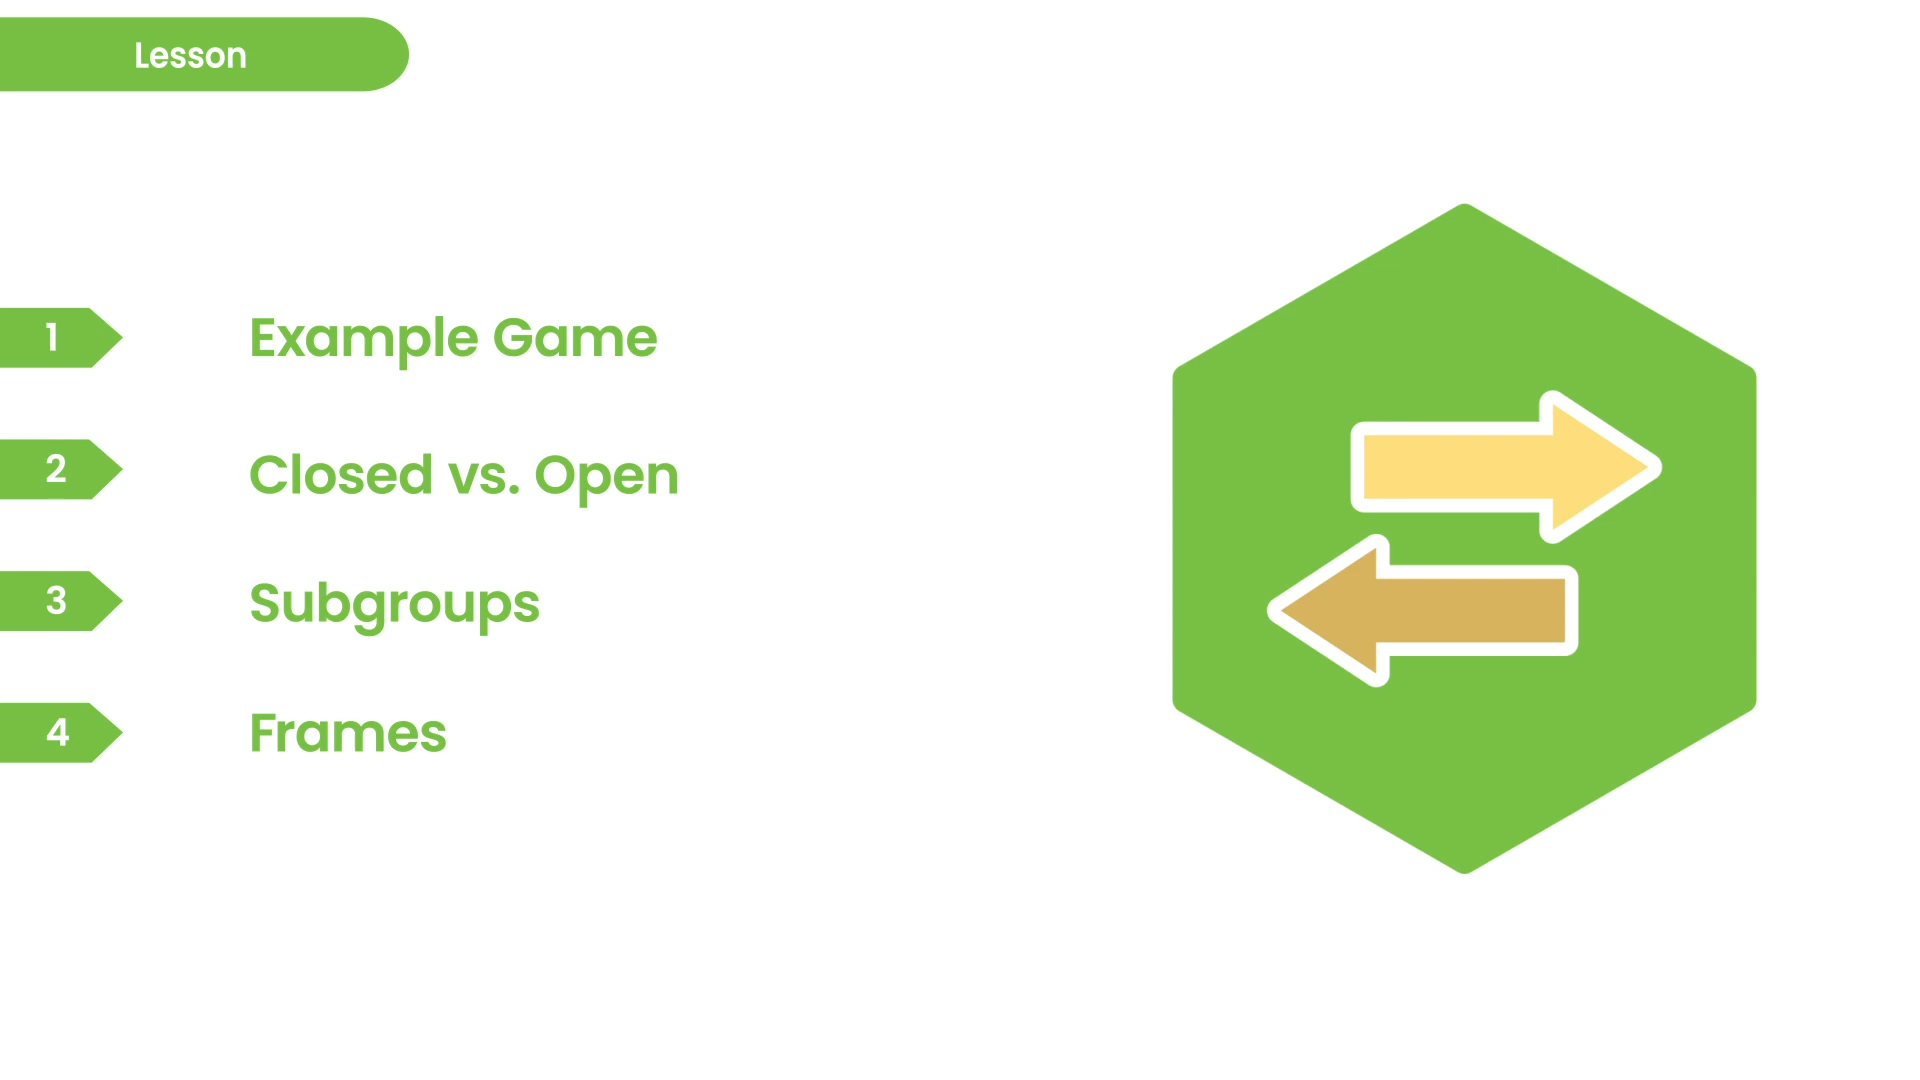 Lesson
1 Example Game
2 Closed vs. Open
3 Subgroups
4 Frames